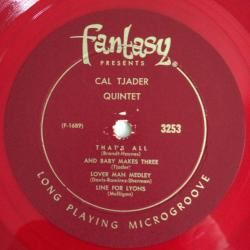 Fantasy
PRESENTS
CAL TJADER
QUINTET
(F-1689)
3253
THAT'S ALL
(Brandt-Haymes)
AND BABY MAKES THREE
(Tjader)
LOVER MAN MEDLEY
(Davis-Ramirez-Sherman)
LINE FOR LYONS
(Mulligan)
LONG PLAYING MICROGROOVE